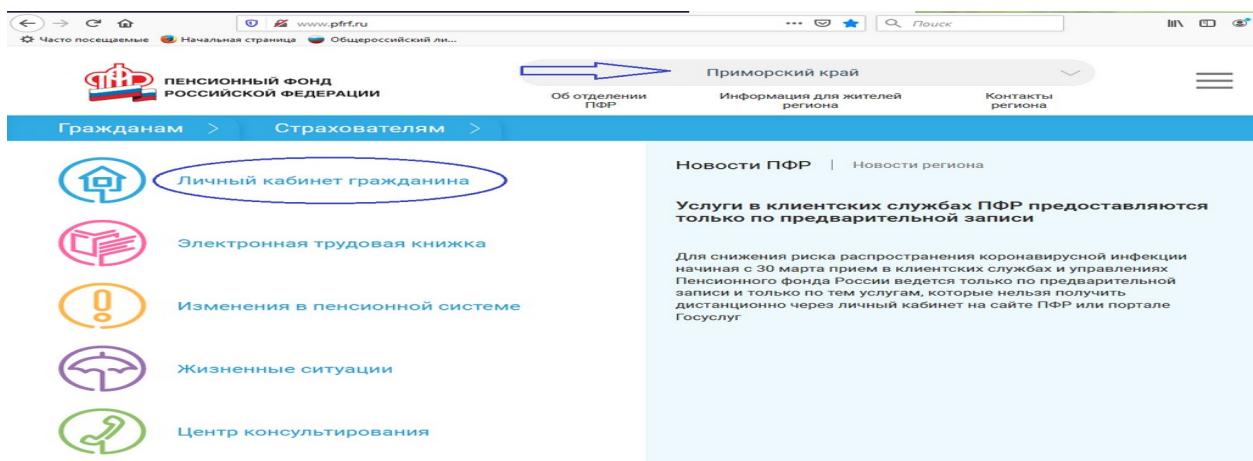 www.pfrf.ru
Поиск
Часто посещаемые
Начальная страница
Общероссийский ли...
ПЕНСИОННЫЙ ФОНД
РОССИЙСКОЙ ФЕДЕРАЦИИ
Приморский край
Об отделении
ПФР
Информация для жителей
региона
Контакты
региона
Гражданам >
Страхователям >
Личный кабинет гражданина
Электронная трудовая книжка
Изменения в пенсионной системе
Жизненные ситуации
Центр консультирования
Новости ПФР | Новости региона
Услуги в клиентских службах ПФР предоставляются
только по предварительной записи
Для снижения риска распространения коронавирусной инфекции
начиная с 30 марта прием в клиентских службах и управлениях
Пенсионного фонда России ведется только по предварительной
записи и только по тем услугам, которые нельзя получить
дистанционно через личный кабинет на сайте ПФР или портале
Госуслуг